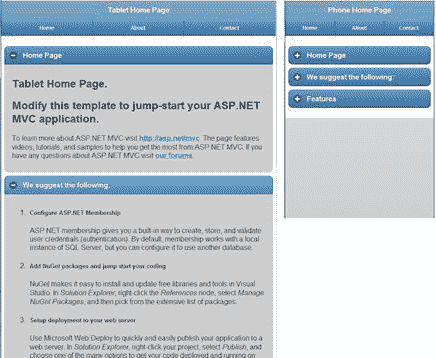 Tablet Home Page
Home About Contact
Home Page
Tablet Home Page.
Modify this template to jump-start your ASP.NET
MVC application.
To learn more about ASP.NET MVC visit http://asp.net/mvc. The page features
videos, tutorials, and samples to help you get the most from ASP.NET MVC. If you
have any questions about ASP.NET MVC visit our forums.
We suggest the following:
1. Configure ASP.NET Membership
ASP.NET membership gives you a built-in way to create, store, and validate
user credentials (authentication). By default, membership works with a local
instance of SQL Server, but you can configure it to use another database.
2. Add NuGet packages and jump start your coding
NuGet makes it easy to install and update free libraries and tools in Visual
Studio. In Solution Explorer, right-click the References node, select Manage
NuGet Packages, and then pick from the extensive list of packages.
3. Setup deployment to your web server
Use Microsoft Web Deploy to quickly and easily publish your application to a
web server. In Solution Explorer, right-click your project, select Publish, and
choose one of the many options to get your code deployed and running on
Phone Home Page
Home About Contact
Home Page
We suggest the following:
Features